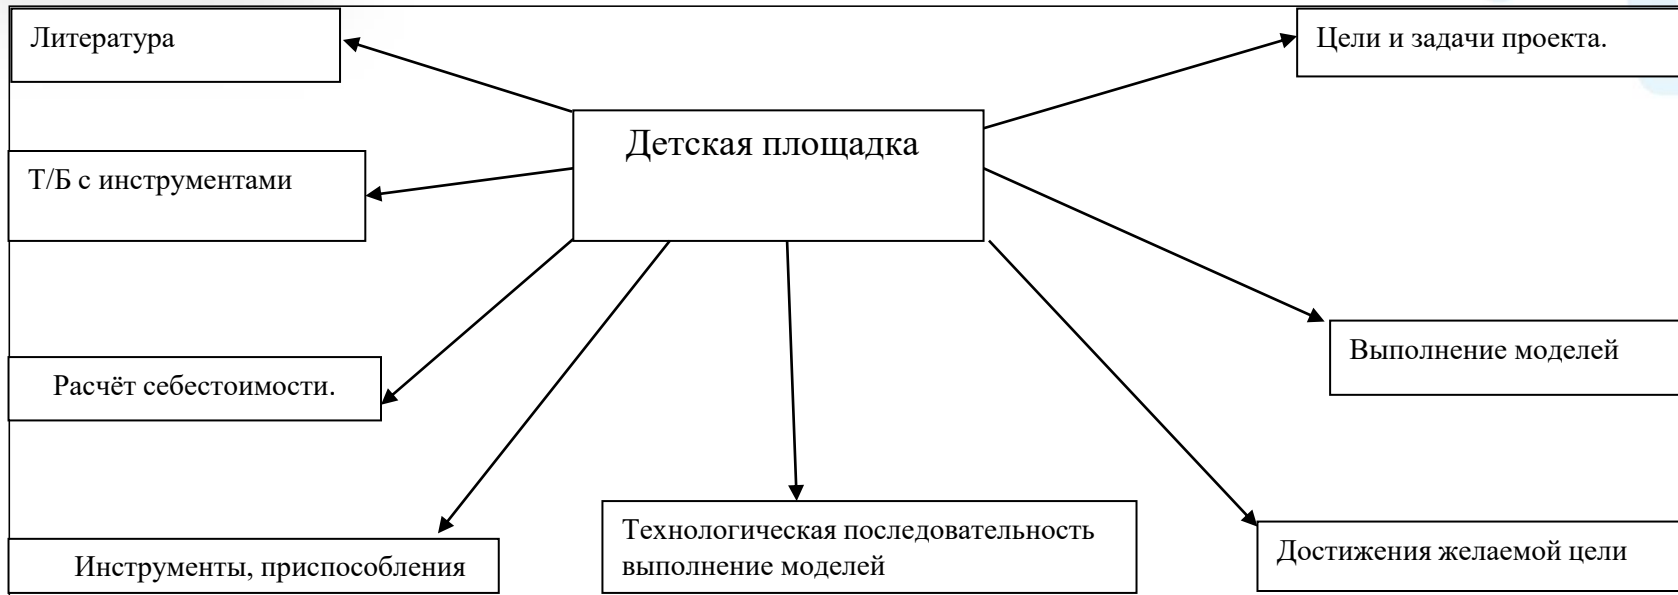 Литература
Цели и задачи проекта.
Детская площадка
Т/Б с инструментами
Выполнение моделей
Расчёт себестоимости.
Технологическая последовательность
выполнение моделей
Достижения желаемой цели
Инструменты, приспособления